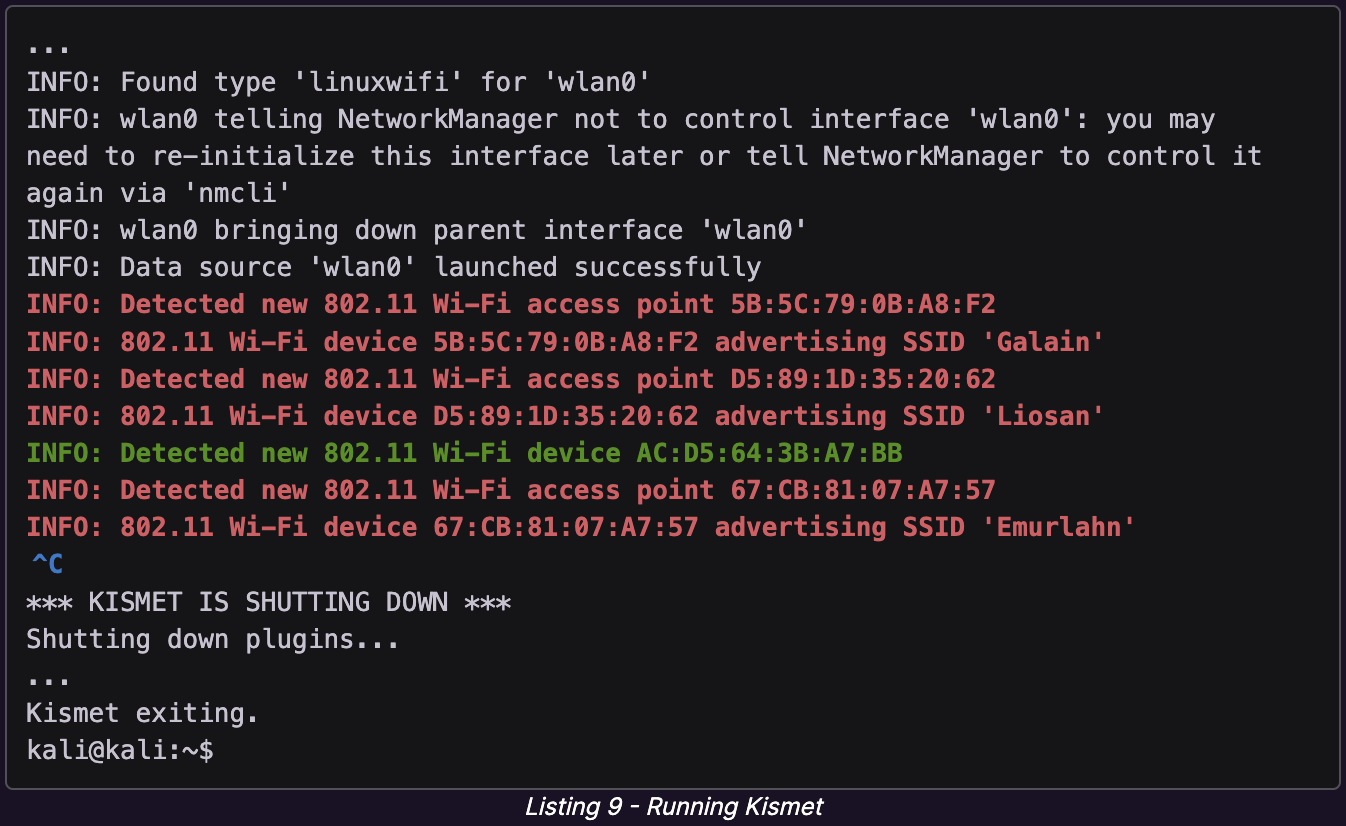 ...
INFO: Found type 'linuxwifi' for 'wlan0'
INFO: wlan0 telling NetworkManager not to control interface 'wlan0': you may
need to re-initialize this interface later or tell NetworkManager to control it
again via 'nmcli'
INFO: wlan0 bringing down parent interface 'wlan0'
INFO: Data source 'wlan0' launched successfully
INFO: Detected new 802.11 Wi-Fi access point 5B:5C:79:0B:A8:F2
INFO: 802.11 Wi-Fi device 5B:5C:79:0B:A8:F2 advertising SSID 'Galain'
INFO: Detected new 802.11 Wi-Fi access point D5:89:1D:35:20:62
INFO: 802.11 Wi-Fi device D5:89:1D:35:20:62 advertising SSID 'Liosan'
INFO: Detected new 802.11 Wi-Fi device AC:D5:64:3B:A7:BB
INFO: Detected new 802.11 Wi-Fi access point 67:CB:81:07:A7:57
INFO: 802.11 Wi-Fi device 67:CB:81:07:A7:57 advertising SSID 'Emurlahn'
^C
*** KISMET IS SHUTTING DOWN ***
Shutting down plugins...
...
Kismet exiting.
kali@kali:~$
Listing 9 - Running Kismet